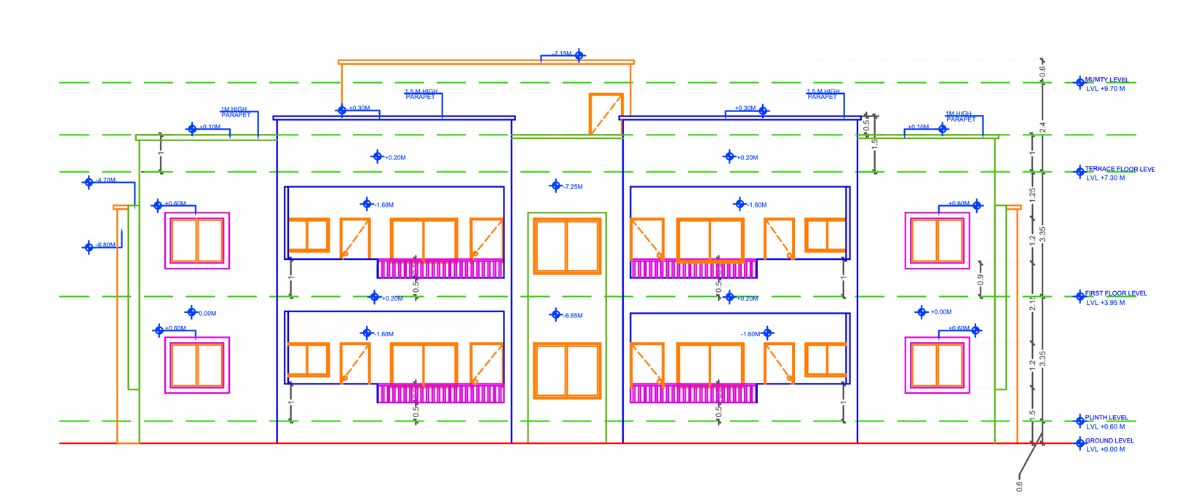 -7.15M
0.6
MUMTY LEVEL
LVL +9.70 M
1.5 M HIGH
PARAPET
1.5 M HIGH
PARAPET
1M HIGH
PARAPET
+0.30M
+0.30M
1M HIGH
PARAPET
+0.10M
0.5
+0.10M
2.4
1
1.5
1
+0.20M
+0.20M
TERRACE FLOOR LEVE
LVL +7.30 M
-4.70M
-7.25M
1.25
+0.60M
-1.60M
-1.60M
+0.60M
-6.80M
1.2
3.35
1
0.5
0.5
1
0.9
+0.20M
+0.20M
FIRST FLOOR LEVEL
LVL +3.95 M
2.15
0.00M
-6.85M
+0.00M
+0.60M
-1.60M
-1.60M
+0.60M
1.2
3.35
1
0.5
0.5
1
1.5
PLINTH LEVEL
LVL +0.60 M
GROUND LEVEL
LVL +0.00 M
0.6